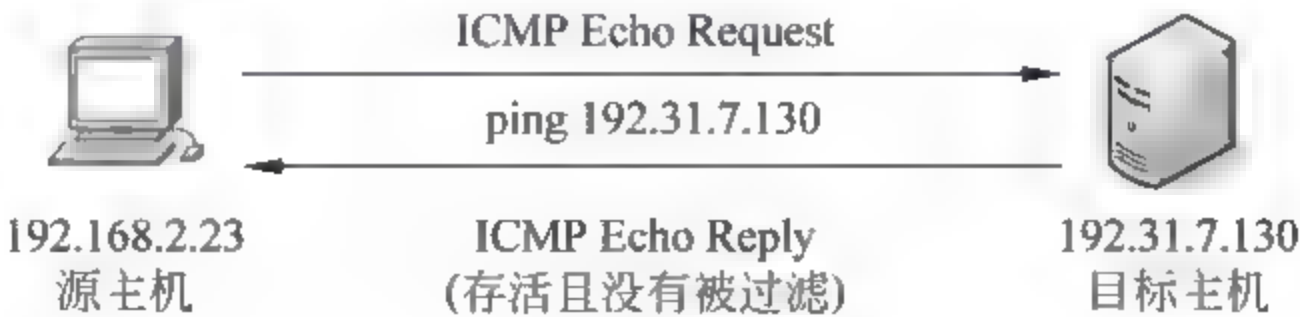 ICMP Echo Request
ping 192.31.7.130
192.168.2.23
源主机
ICMP Echo Reply
(存活且没有被过滤)
192.31.7.130
目标主机